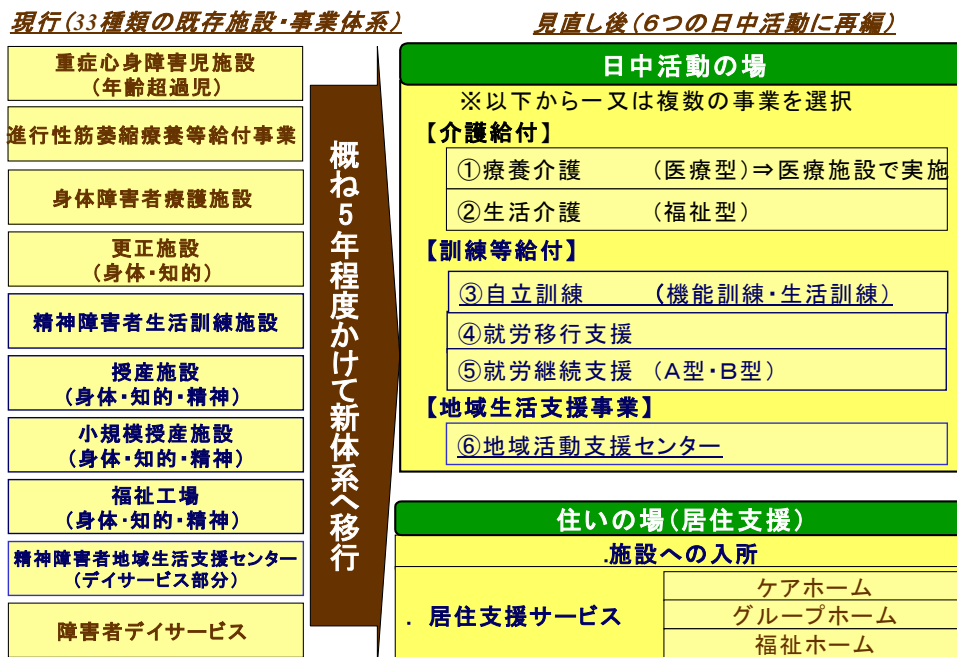 現行(33種類の既存施設・事業体系)
重症心身障害児施設
(年齢超過児)
進行性筋萎縮療養等給付事業
身体障害者療護施設
更正施設
(身体・知的)
精神障害者生活訓練施設
授産施設
(身体・知的・精神)
小規模授産施設
(身体・知的・精神)
福祉工場
(身体・知的・精神)
精神障害者地域生活支援センター
(デイサービス部分)
障害者デイサービス
概ね5年程度かけて新体系へ移行
見直し後(6つの日中活動に再編)
日中活動の場
※以下から一又は複数の事業を選択
【介護給付】
①療養介護 (医療型)⇒医療施設で実施
②生活介護 (福祉型)
【訓練等給付】
③自立訓練 (機能訓練・生活訓練)
④就労移行支援
⑤就労継続支援 (A型・B型)
【地域生活支援事業】
⑥地域活動支援センター
住いの場(居住支援)
.施設への入所
. 居住支援サービス
ケアホーム
グループホーム
福祉ホーム